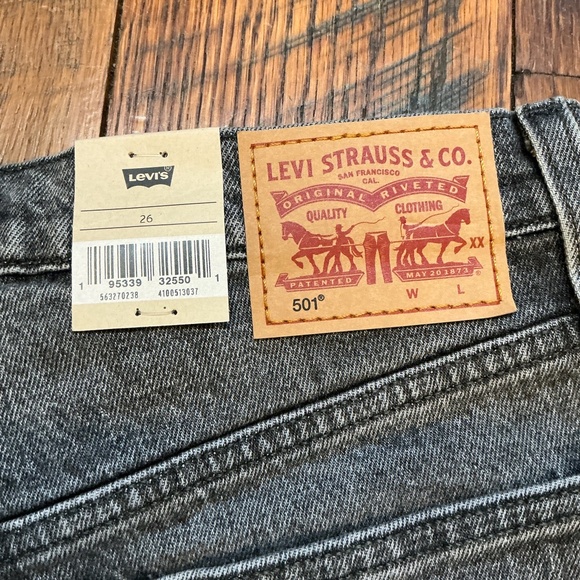 LEVI'S®
26
1 95339 32550 1
563270238 4100513037
LEVI STRAUSS & CO.
SAN FRANCISCO
CAL.
ORIGINAL RIVETED
QUALITY CLOTHING
XX
PATENTED MAY 20 1873 ®
501® W L